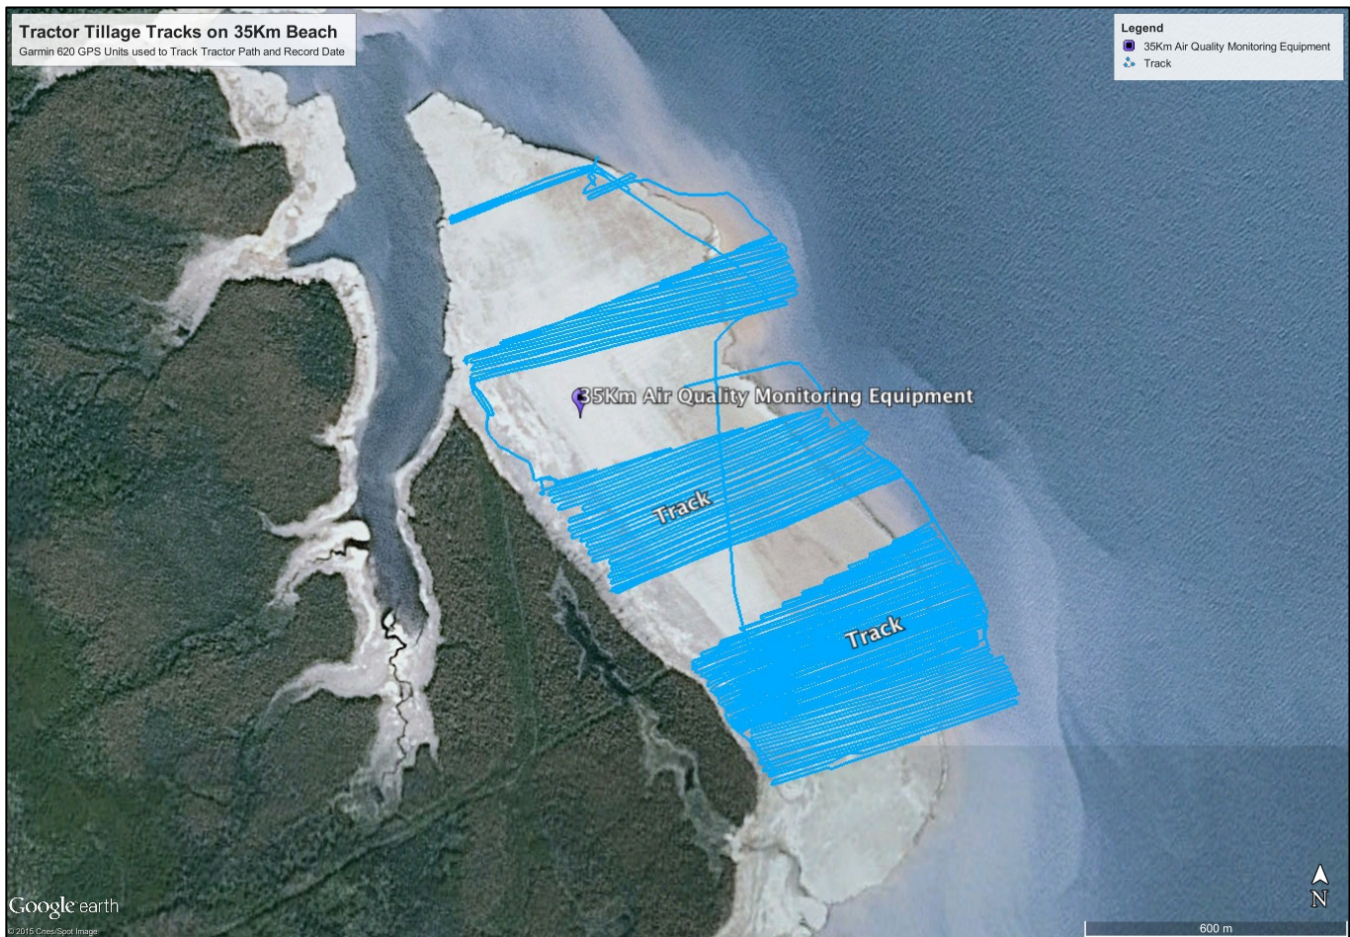 Tractor Tillage Tracks on 35Km Beach
Garmin 620 GPS Units used to Track Tractor Path and Record Date
Legend
35Km Air Quality Monitoring Equipment
Track
35Km Air Quality Monitoring Equipment
Track
Track
Google earth
© 2015 Cnes/Spot Image
N
600 m